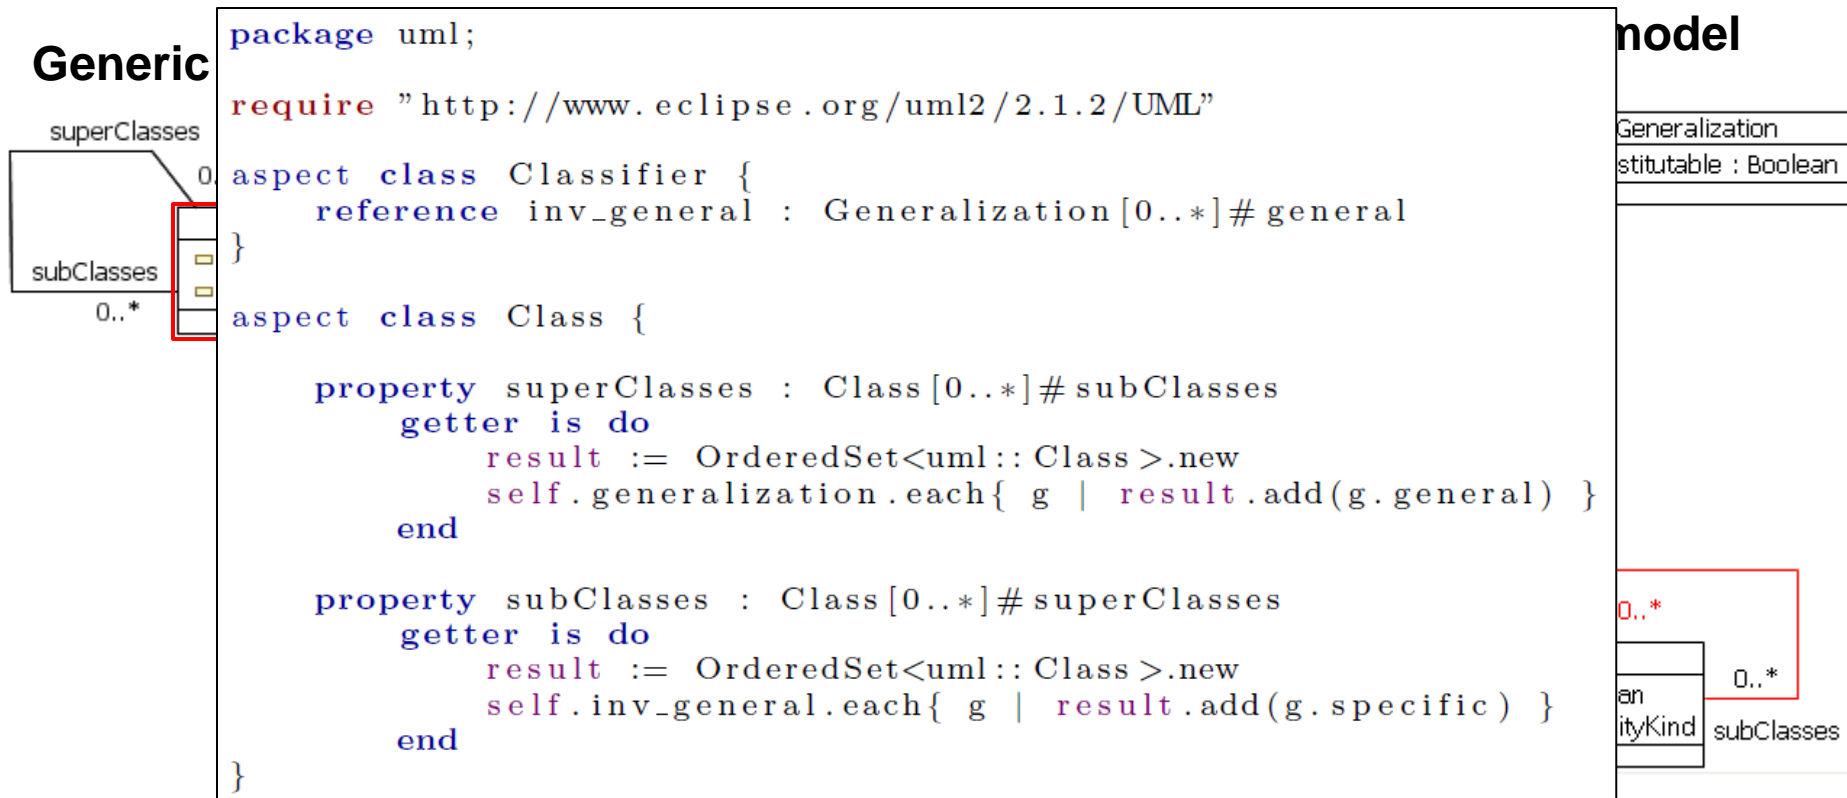 Generic
model
superClasses
0.
subClasses
0..*
package uml;
require "http://www.eclipse.org/uml2/2.1.2/UML"
aspect class Classifier {
reference inv_general : Generalization[0..*]#general
}
aspect class Class {
property superClasses : Class[0..*]#subClasses
getter is do
result := OrderedSet<uml::Class>.new
self.generalization.each{ g | result.add(g.general) }
end
property subClasses : Class[0..*]#superClasses
getter is do
result := OrderedSet<uml::Class>.new
self.inv_general.each{ g | result.add(g.specific) }
end
}
Generalization
stitutable : Boolean
0..*
0..*
an
ityKind
subClasses